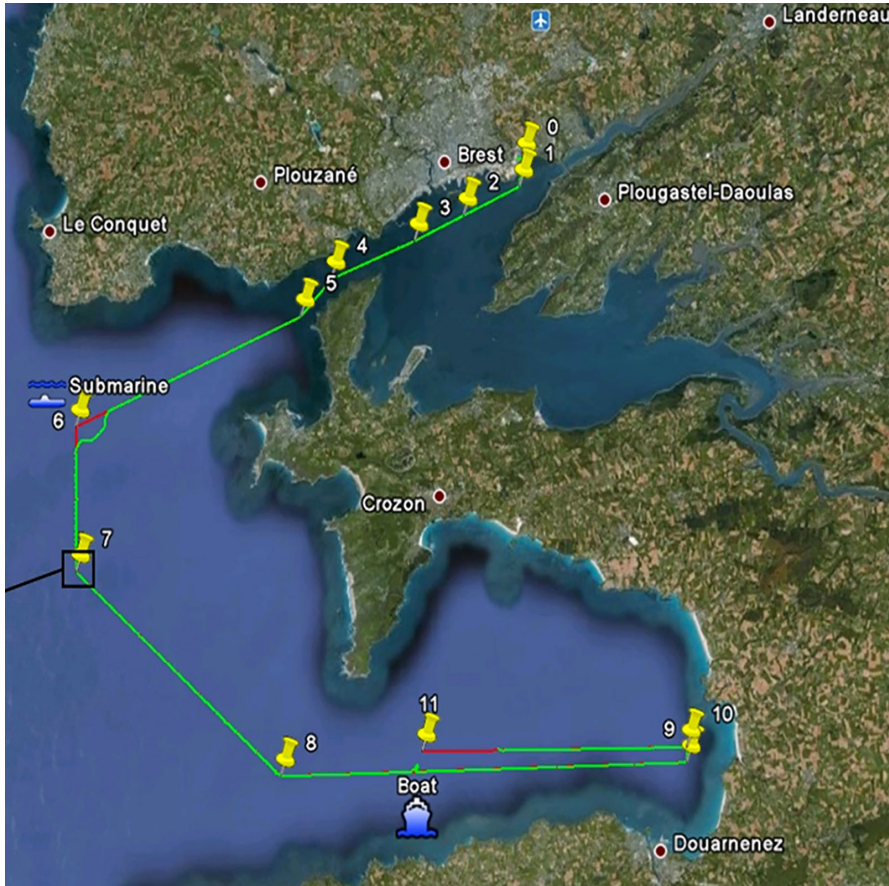 Landerneau
0
Brest
1
Plouzané
2
Plougastel-Daoulas
3
Le Conquet
4
5
Submarine
6
Crozon
7
11
10
9
8
Boat
Douarnenez